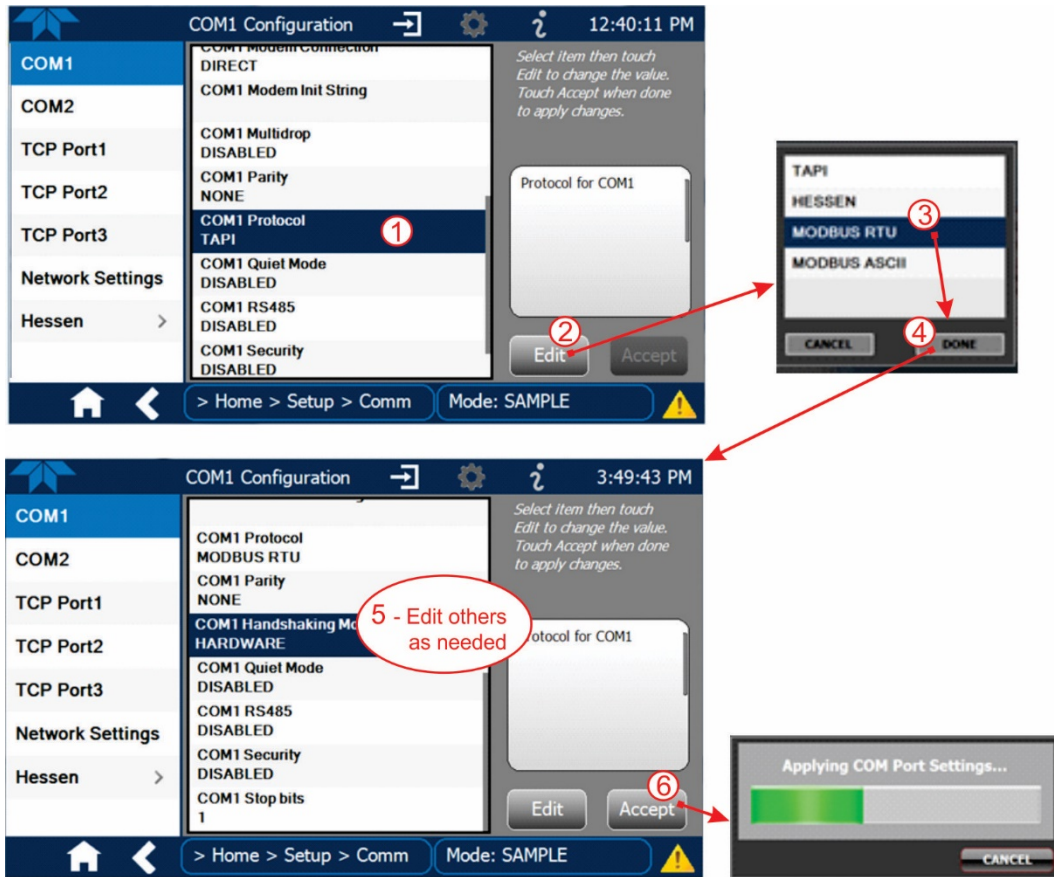 COM1 Configuration
12:40:11 PM
COM1
COM2
TCP Port1
TCP Port2
TCP Port3
Network Settings
Hessen >
COM1 Modem Connection
DIRECT
COM1 Modem Init String
COM1 Multidrop
DISABLED
COM1 Parity
NONE
COM1 Protocol
TAPI
1
COM1 Quiet Mode
DISABLED
COM1 RS485
DISABLED
COM1 Security
DISABLED
Select item then touch
Edit to change the value.
Touch Accept when done
to apply changes.
Protocol for COM1
2
Edit
Accept
> Home > Setup > Comm
Mode: SAMPLE
TAPI
HESSEN
3
MODBUS RTU
MODBUS ASCII
4
CANCEL
DONE
COM1 Configuration
3:49:43 PM
COM1
COM2
TCP Port1
TCP Port2
TCP Port3
Network Settings
Hessen >
COM1 Protocol
MODBUS RTU
COM1 Parity
NONE
COM1 Handshaking Mo
HARDWARE
5 - Edit others
as needed
COM1 Quiet Mode
DISABLED
COM1 RS485
DISABLED
COM1 Security
DISABLED
COM1 Stop bits
1
Select item then touch
Edit to change the value.
Touch Accept when done
to apply changes.
otocol for COM1
6
Edit
Accept
> Home > Setup > Comm
Mode: SAMPLE
Applying COM Port Settings...
CANCEL